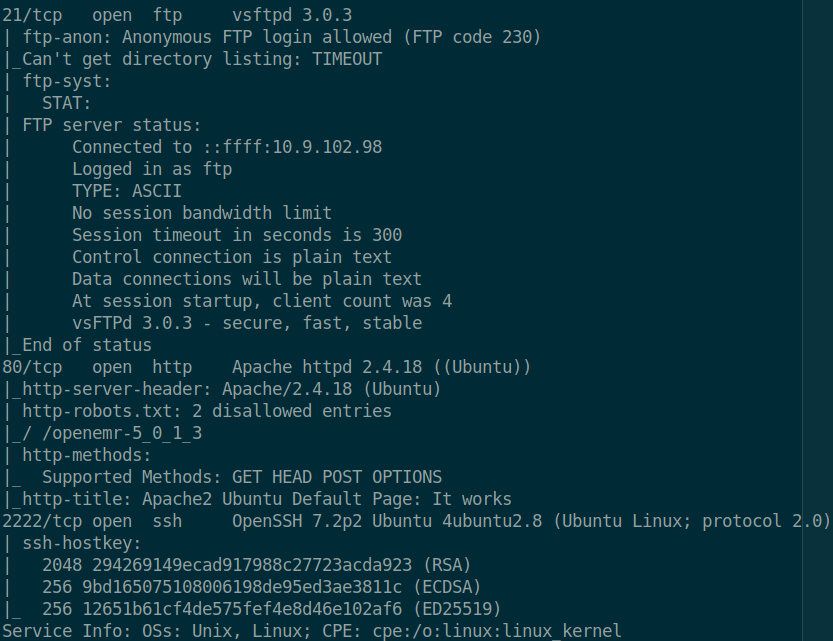 21/tcp   open  ftp     vsftpd 3.0.3
| ftp-anon: Anonymous FTP login allowed (FTP code 230)
|_Can't get directory listing: TIMEOUT
| ftp-syst:
|   STAT:
| FTP server status:
|      Connected to ::ffff:10.9.102.98
|      Logged in as ftp
|      TYPE: ASCII
|      No session bandwidth limit
|      Session timeout in seconds is 300
|      Control connection is plain text
|      Data connections will be plain text
|      At session startup, client count was 4
|      vsFTPd 3.0.3 - secure, fast, stable
|_End of status
80/tcp   open  http    Apache httpd 2.4.18 ((Ubuntu))
|_http-server-header: Apache/2.4.18 (Ubuntu)
| http-robots.txt: 2 disallowed entries
|_/ /openemr-5_0_1_3
| http-methods:
|_  Supported Methods: GET HEAD POST OPTIONS
|_http-title: Apache2 Ubuntu Default Page: It works
2222/tcp open  ssh     OpenSSH 7.2p2 Ubuntu 4ubuntu2.8 (Ubuntu Linux; protocol 2.0)
| ssh-hostkey:
|   2048 294269149ecad917988c27723acda923 (RSA)
|   256 9bd165075108006198de95ed3ae3811c (ECDSA)
|_  256 12651b61cf4de575fef4e8d46e102af6 (ED25519)
Service Info: OSs: Unix, Linux; CPE: cpe:/o:linux:linux_kernel